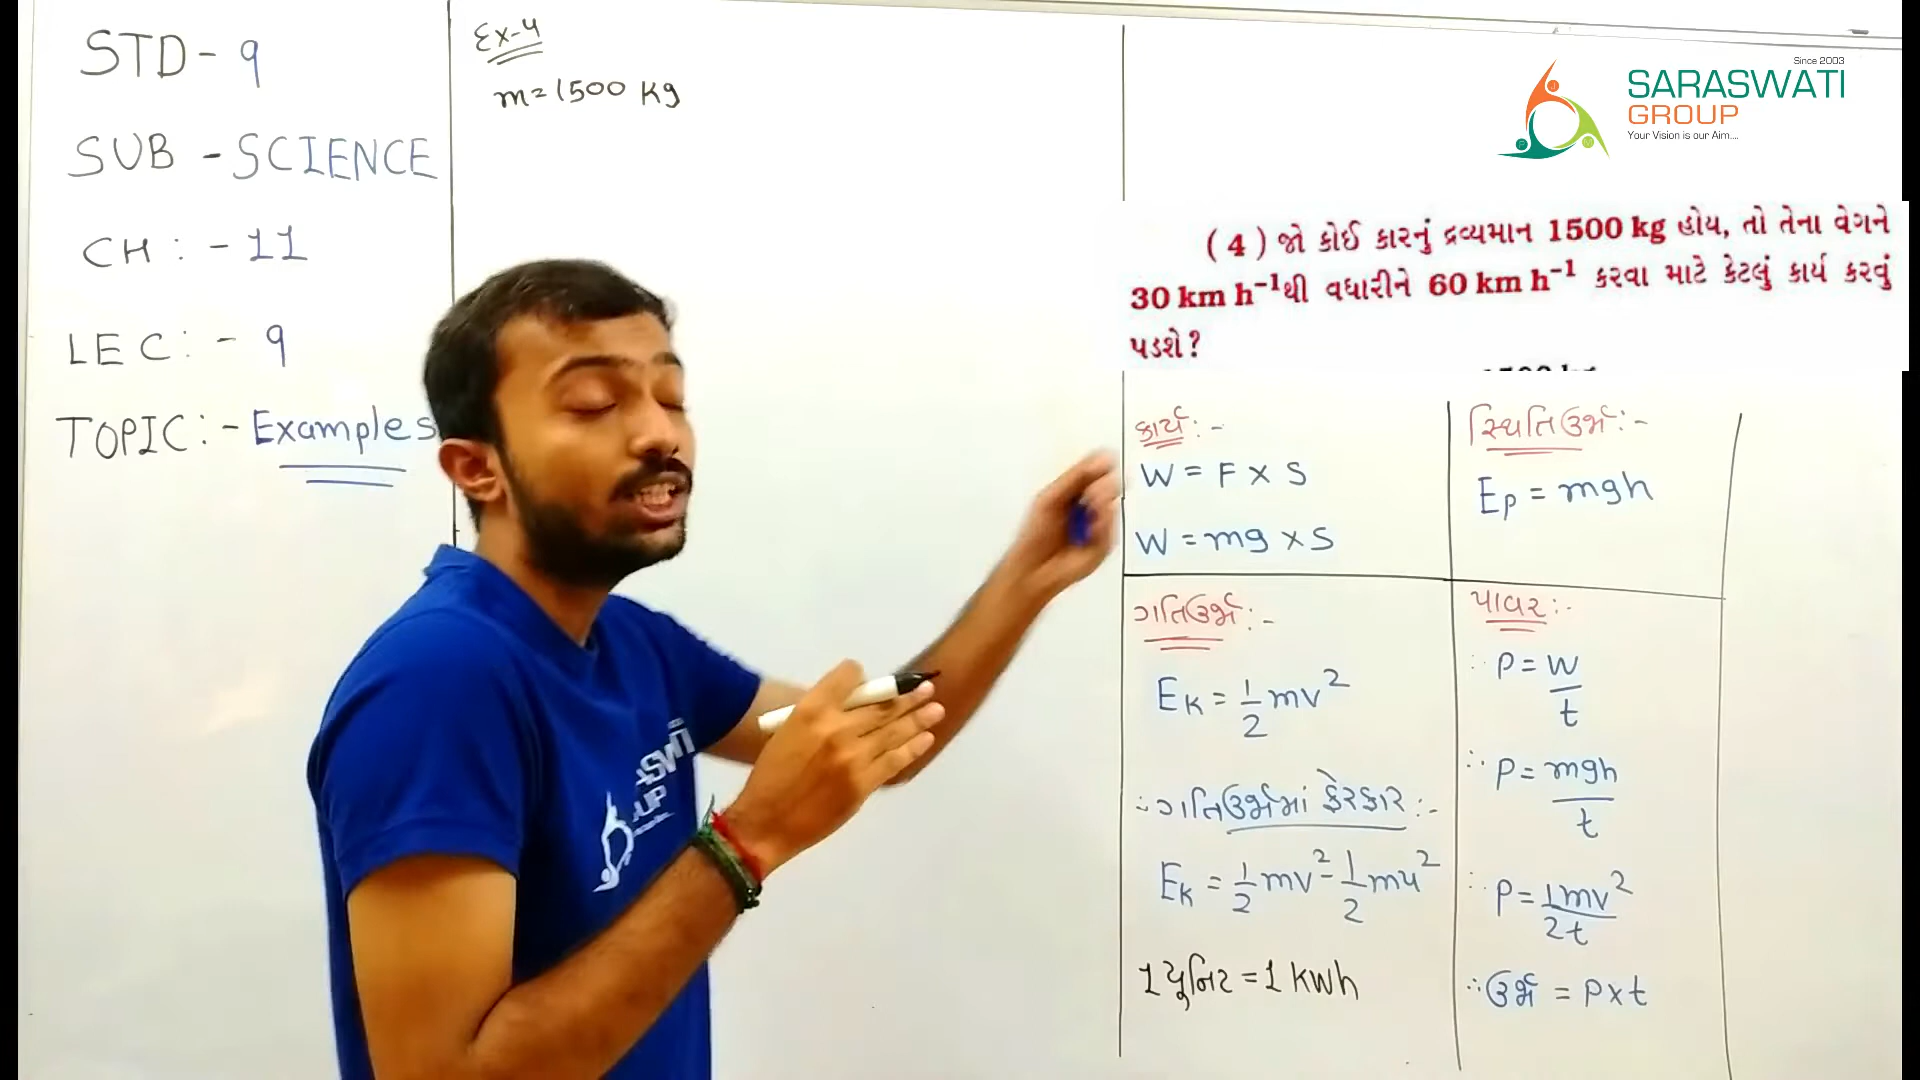 STD - 9
SUB - SCIENCE
CH : - 11
LEC : - 9
TOPIC : - Examples
Ex-4
m = 1500 kg
Since 2003
SARASWATI
GROUP
Your Vision is our Aim....
( 4 ) જો કોઈ કારનું દ્રવ્યમાન 1500 kg હોય, તો તેના વેગને
30 km h⁻¹થી વધારીને 60 km h⁻¹ કરવા માટે કેટલું કાર્ય કરવું
પડશે ?
કાર્ય : -
W = F × S
W = mg × S
સ્થિતિઉર્જા : -
Ep = mgh
ગતિઉર્જા : -
EK = 1/2 mv²
∴ ગતિઉર્જામાં ફેરફાર : -
EK = 1/2 mv² - 1/2 mu²
1 યૂનિટ = 1 kWh
પાવર : -
∴ P = W/t
∴ P = mgh/t
∴ P = 1mv²/2t
∴ ઉર્જા = P × t